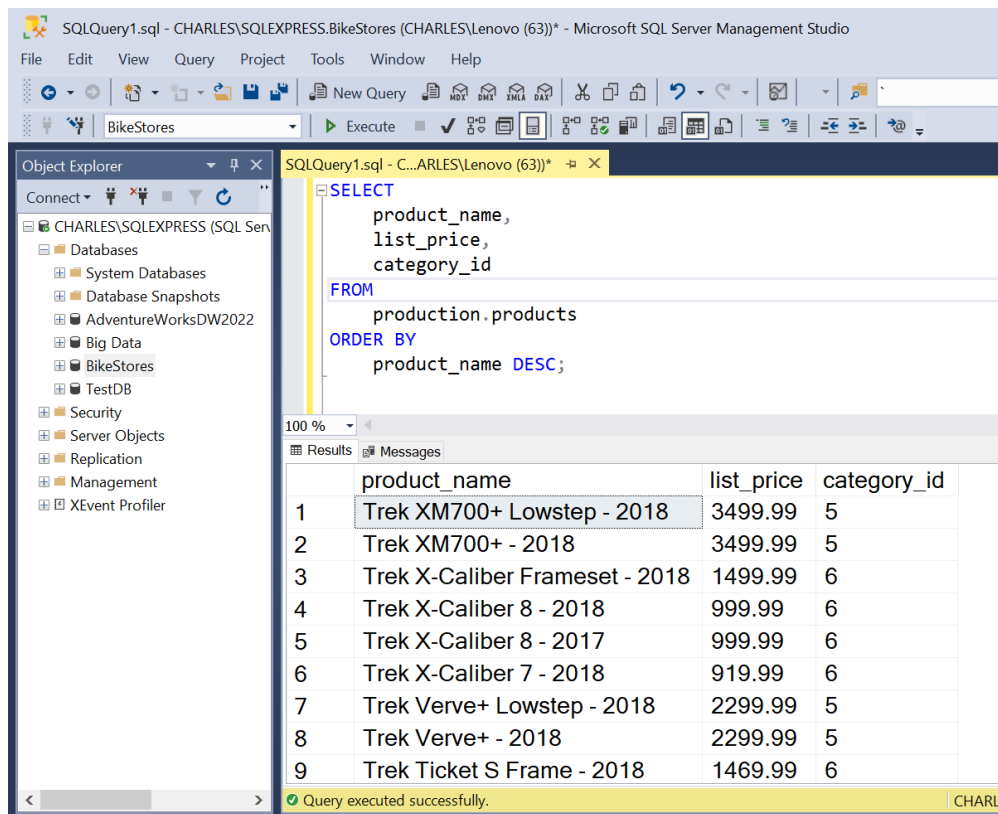 SQLQuery1.sql - CHARLES\SQLEXPRESS.BikeStores (CHARLES\Lenovo (63))* - Microsoft SQL Server Management Studio
File Edit View Query Project Tools Window Help
New Query MDX DMX XMLA DAX
BikeStores Execute
Object Explorer
Connect
CHARLES\SQLEXPRESS (SQL Serv
Databases
System Databases
Database Snapshots
AdventureWorksDW2022
Big Data
BikeStores
TestDB
Security
Server Objects
Replication
Management
XEvent Profiler
SQLQuery1.sql - C...ARLES\Lenovo (63))*
SELECT
product_name,
list_price,
category_id
FROM
production.products
ORDER BY
product_name DESC;
100 %
Results Messages
product_name list_price category_id
1 Trek XM700+ Lowstep - 2018 3499.99 5
2 Trek XM700+ - 2018 3499.99 5
3 Trek X-Caliber Frameset - 2018 1499.99 6
4 Trek X-Caliber 8 - 2018 999.99 6
5 Trek X-Caliber 8 - 2017 999.99 6
6 Trek X-Caliber 7 - 2018 919.99 6
7 Trek Verve+ Lowstep - 2018 2299.99 5
8 Trek Verve+ - 2018 2299.99 5
9 Trek Ticket S Frame - 2018 1469.99 6
Query executed successfully. CHARL